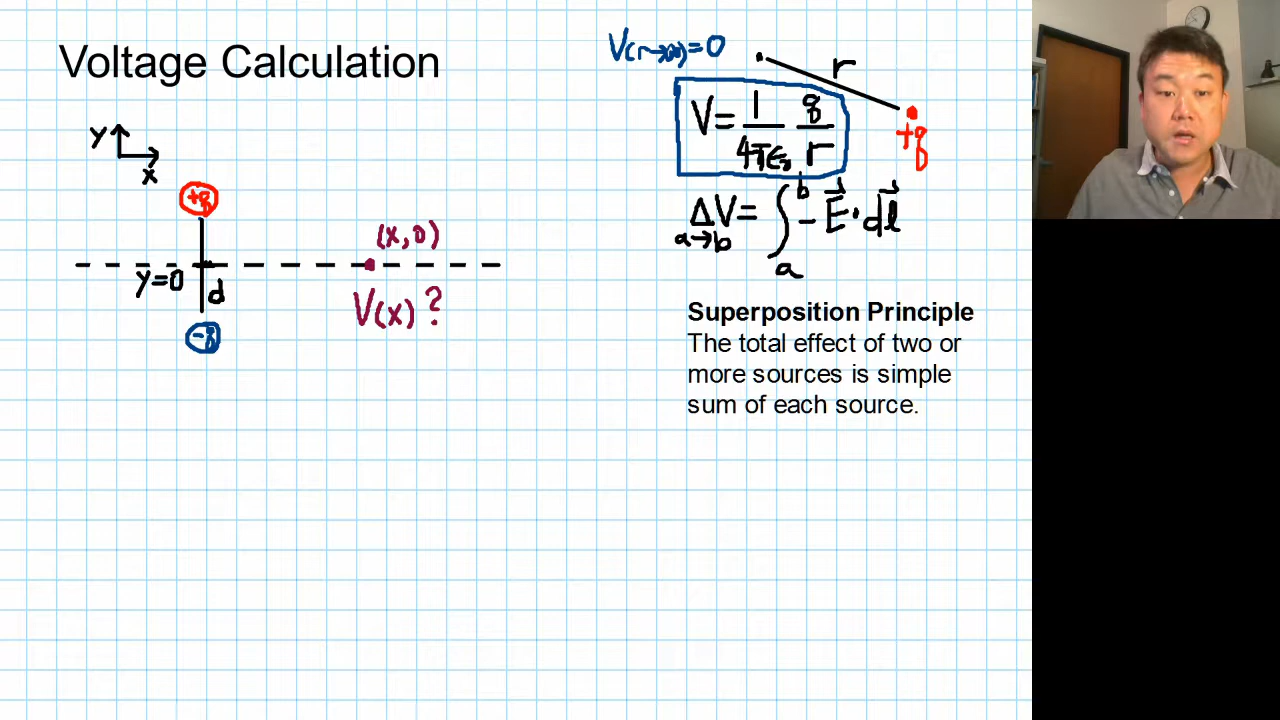 Voltage Calculation
V(r→∞)=0
r
+q
V= 1/4πε₀ q/r
y
x
+q
ΔV= ∫ -E⃗·dl⃗
a→b
b
a
(x,0)
y=0
d
V(x)?
-q
Superposition Principle
The total effect of two or
more sources is simple
sum of each source.